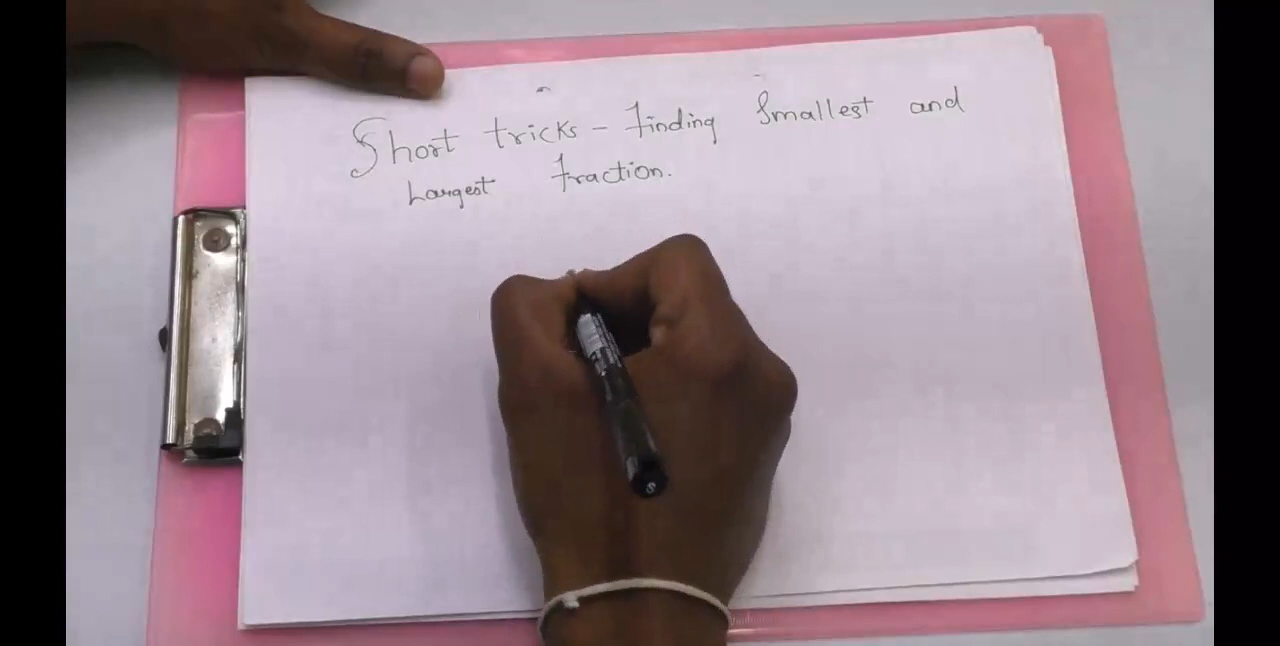 Short tricks - Finding Smallest and
Largest Fraction.